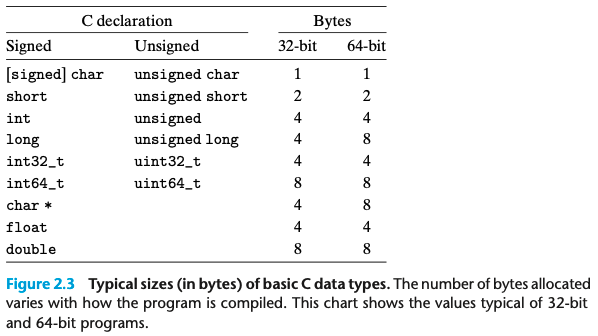 C declaration Bytes
Signed Unsigned 32-bit 64-bit
[signed] char unsigned char 1 1
short unsigned short 2 2
int unsigned 4 4
long unsigned long 4 8
int32_t uint32_t 4 4
int64_t uint64_t 8 8
char * 4 8
float 4 4
double 8 8
Figure 2.3 Typical sizes (in bytes) of basic C data types. The number of bytes allocated
varies with how the program is compiled. This chart shows the values typical of 32-bit
and 64-bit programs.